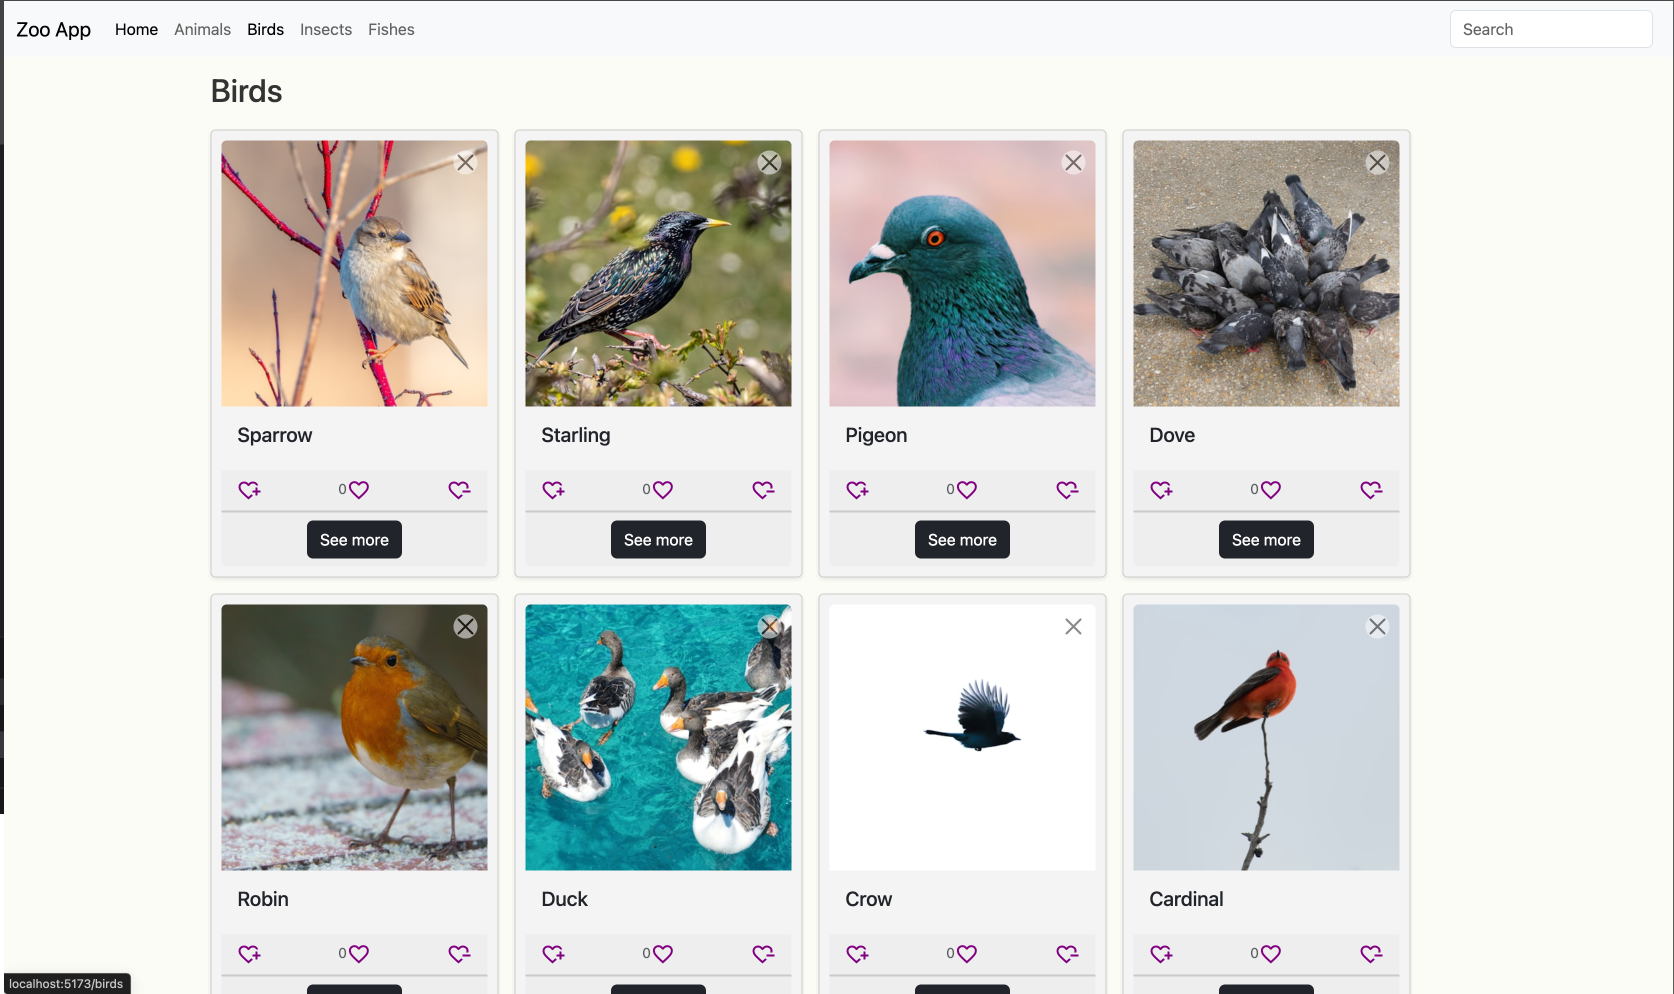 Zoo App Home Animals Birds Insects Fishes Search
Birds
Sparrow Starling Pigeon Dove
0 0 0 0
See more See more See more See more
Robin Duck Crow Cardinal
0 0 0 0
localhost:5173/birds